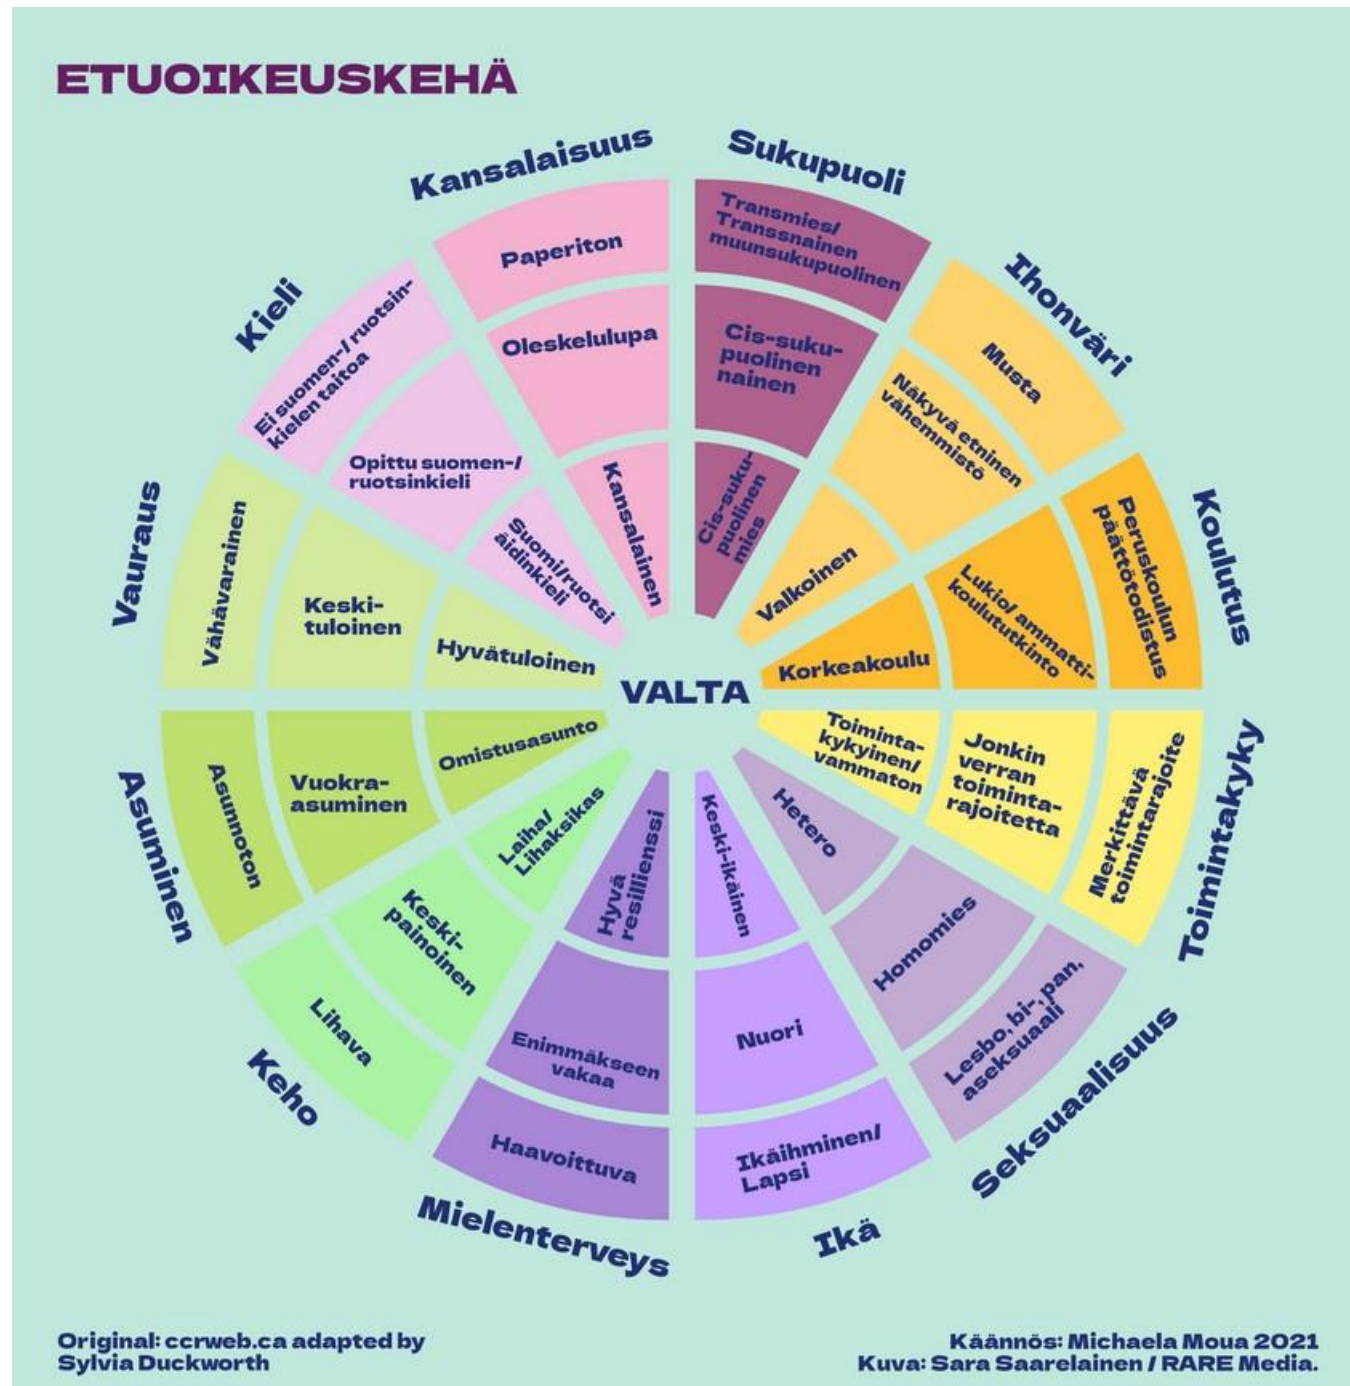 ETUOIKEUSKEHÄ
Kansalaisuus
Paperiton
Oleskelulupa
Kansalainen
Sukupuoli
Transmies/
Transsnainen
muunsukupuolinen
Cis-suku-
puolinen
nainen
Cis-suku-
puolinen
mies
Ihonväri
Musta
Näkyvä etninen
vähemmistö
Valkoinen
Koulutus
Peruskoulun
päättötodistus
Lukio/ ammatti-
koulututkinto
Korkeakoulu
Toimintakyky
Merkittävä
toimintarajoite
Jonkin
verran
toiminta-
rajoitetta
Toiminta-
kykyinen/
vammaton
Seksuaalisuus
Lesbo, bi-, pan,
aseksuaali
Homomies
Hetero
Ikä
Ikäihminen/
Lapsi
Nuori
Keski-ikäinen
Mielenterveys
Haavoittuva
Enimmäkseen
vakaa
Hyvä
resillienssi
Keho
Lihava
Keski-
painoinen
Laiha/
Lihaksikas
Asuminen
Asunnoton
Vuokra-
asuminen
Omistusasunto
Vauraus
Vähävarainen
Keski-
tuloinen
Hyvätuloinen
Kieli
Ei suomen-/ ruotsin-
kielen taitoa
Opittu suomen-/
ruotsinkieli
Suomi/ruotsi
äidinkieli
VALTA
Original: ccrweb.ca adapted by
Sylvia Duckworth
Käännös: Michaela Moua 2021
Kuva: Sara Saarelainen / RARE Media.